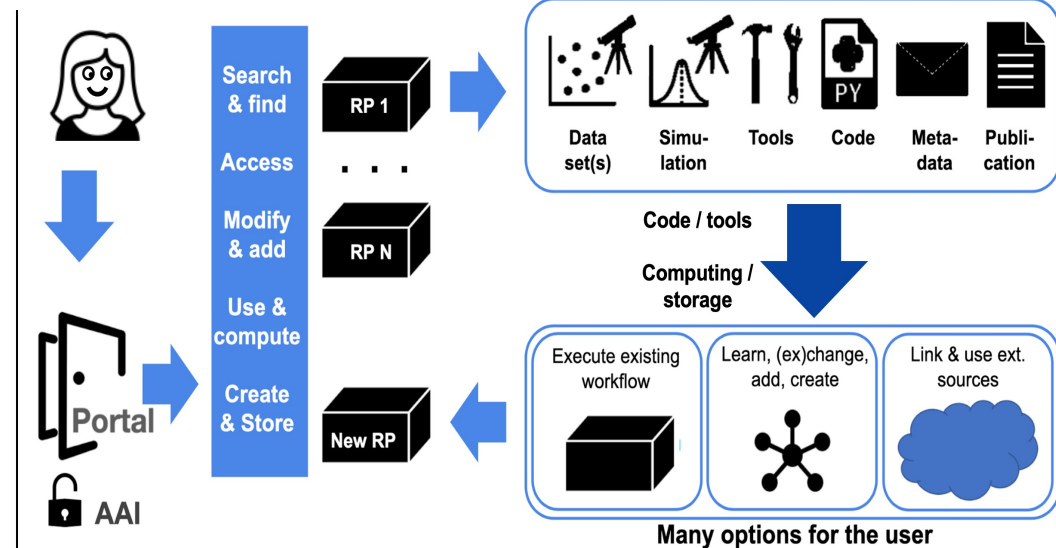 Search
& find
Access
Modify
& add
Use &
compute
Create
& Store
RP 1
. . .
RP N
New RP
Portal
AAI
Data
set(s)
Simu-
lation
Tools
PY
Code
Meta-
data
Publi-
cation
Code / tools
Computing /
storage
Execute existing
workflow
Learn, (ex)change,
add, create
Link & use ext.
sources
Many options for the user